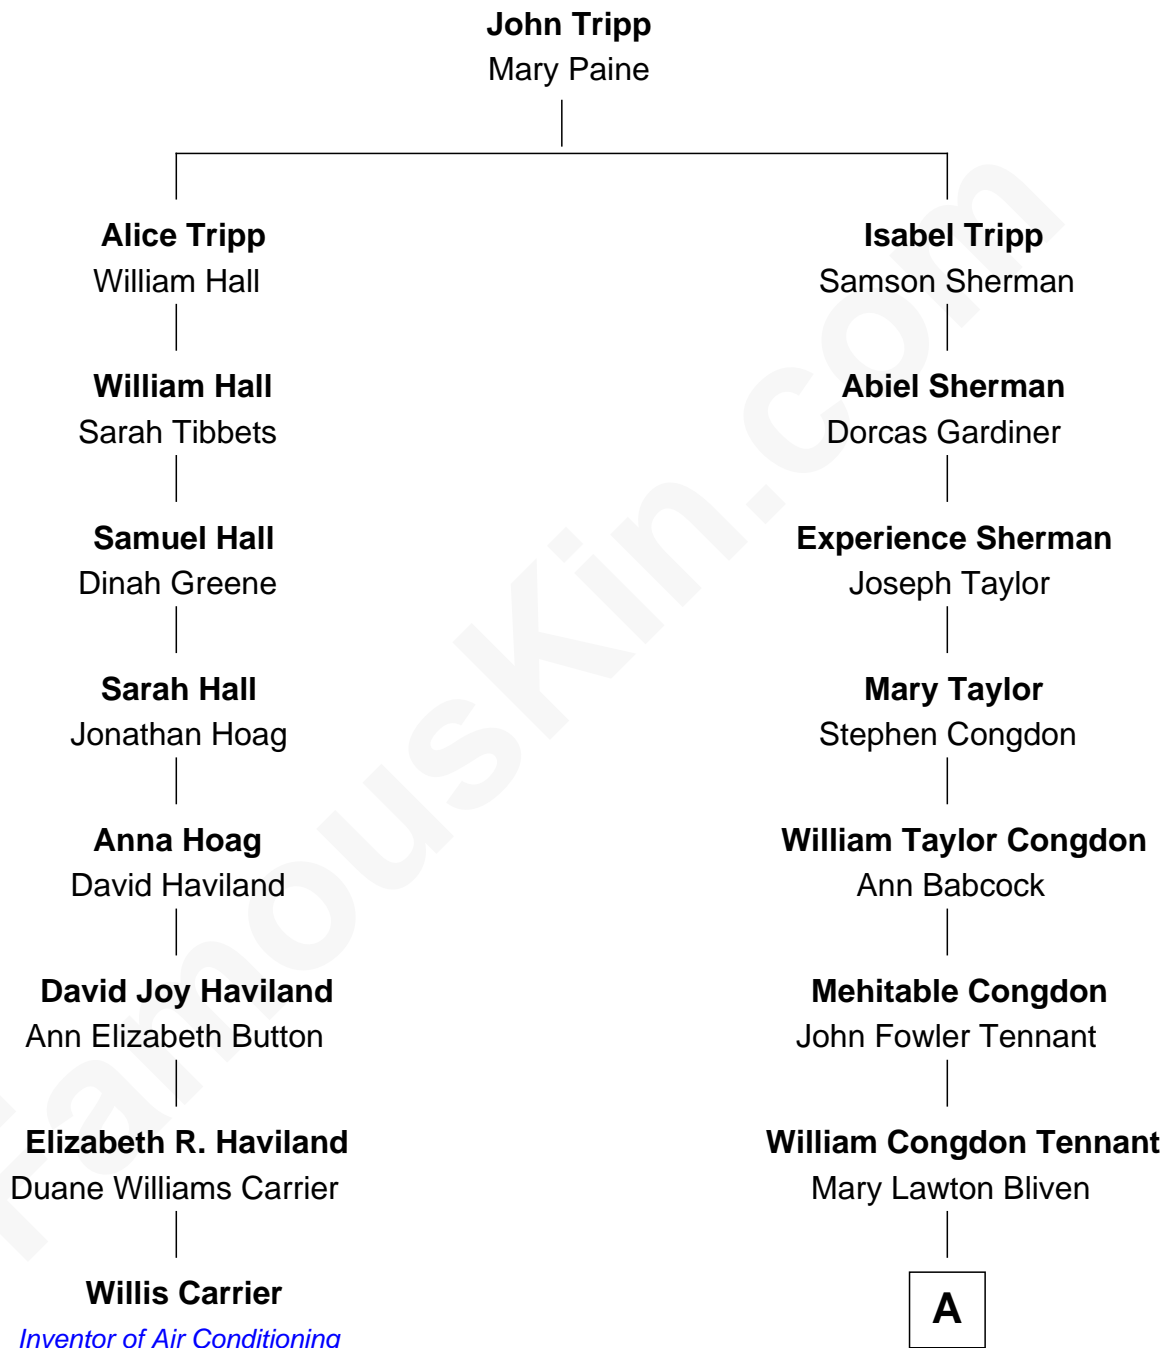 John Tripp
Mary Paine
Alice Tripp
William Hall
Isabel Tripp
Samson Sherman
William Hall
Sarah Tibbets
Abiel Sherman
Dorcas Gardiner
Samuel Hall
Dinah Greene
Experience Sherman
Joseph Taylor
Sarah Hall
Jonathan Hoag
Mary Taylor
Stephen Congdon
Anna Hoag
David Haviland
William Taylor Congdon
Ann Babcock
David Joy Haviland
Ann Elizabeth Button
Mehitable Congdon
John Fowler Tennant
Elizabeth R. Haviland
Duane Williams Carrier
William Congdon Tennant
Mary Lawton Bliven
Willis Carrier
Inventor of Air Conditioning
A
FamousKin.com